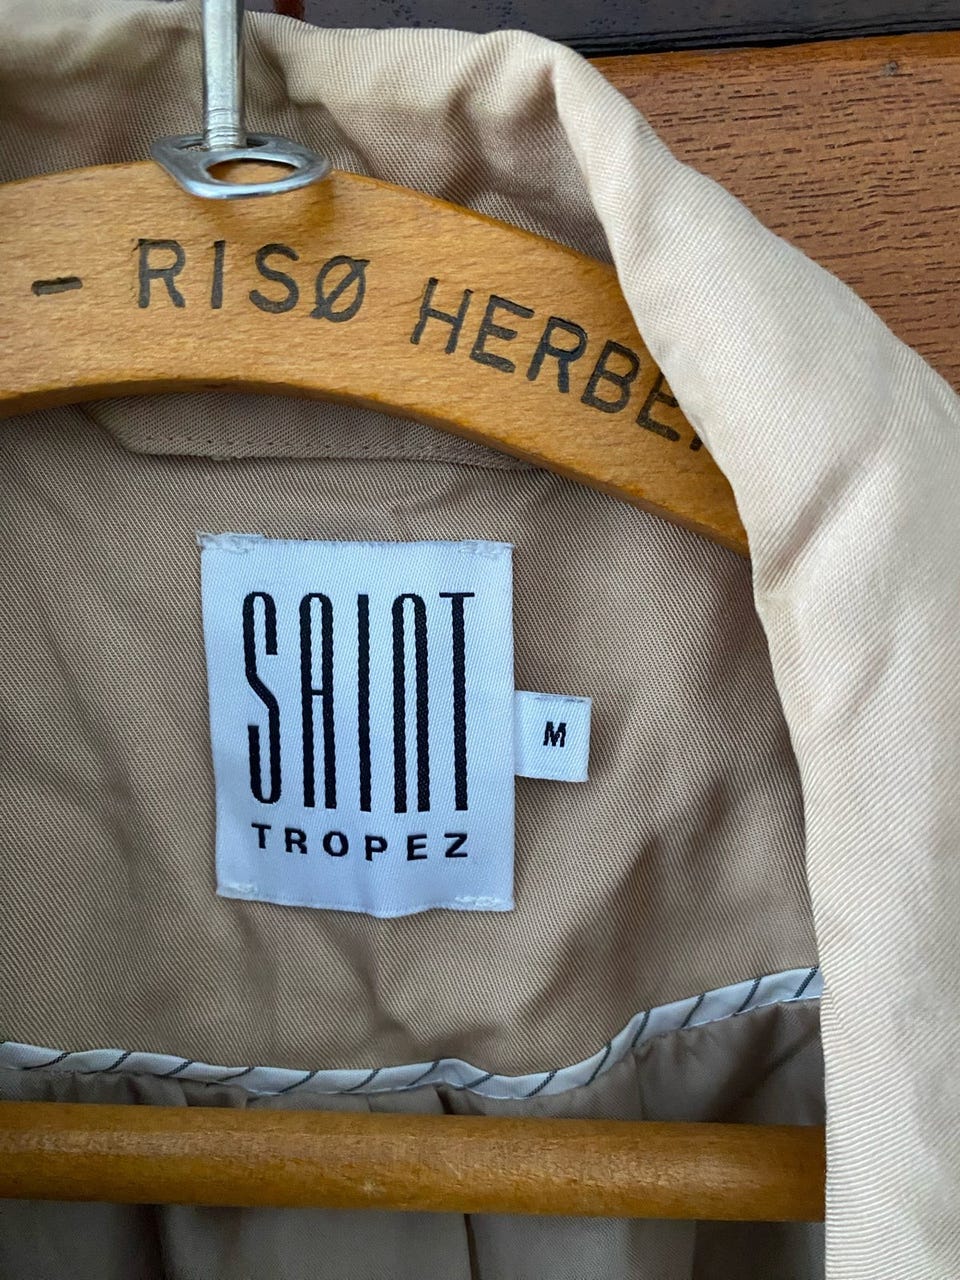 - RISØ HERBE
SAINT
TROPEZ
M